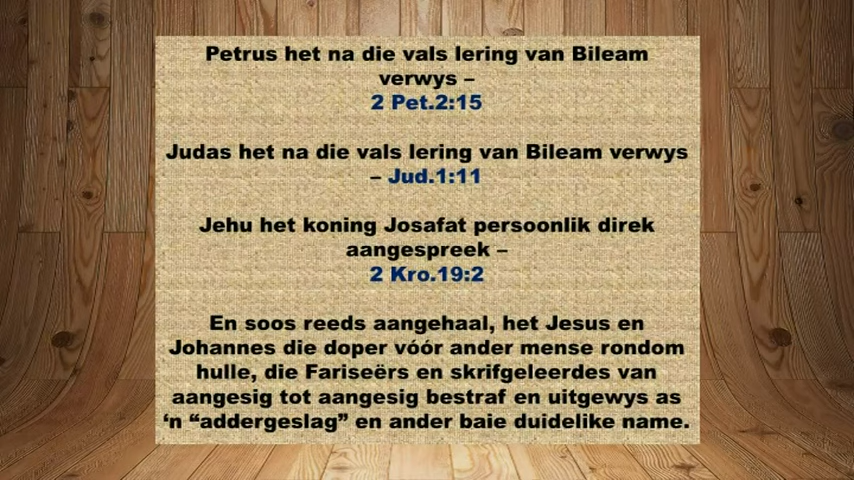 Petrus het na die vals lering van Bileam
verwys –
2 Pet.2:15
Judas het na die vals lering van Bileam verwys
– Jud.1:11
Jehu het koning Josafat persoonlik direk
aangespreek –
2 Kro.19:2
En soos reeds aangehaal, het Jesus en
Johannes die doper vóór ander mense rondom
hulle, die Fariseërs en skrifgeleerdes van
aangesig tot aangesig bestraf en uitgewys as
‘n “addergeslag” en ander baie duidelike name.